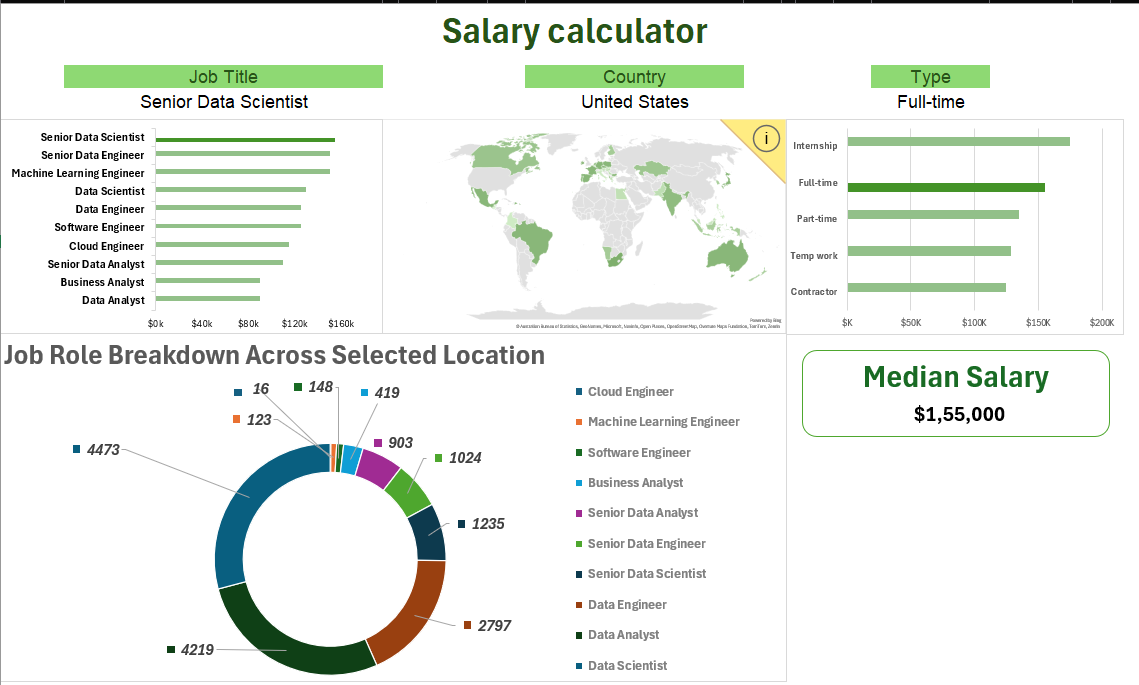 Salary calculator
Job Title
Country
Type
Senior Data Scientist
United States
Full-time
Senior Data Scientist
Senior Data Engineer
Machine Learning Engineer
Data Scientist
Data Engineer
Software Engineer
Cloud Engineer
Senior Data Analyst
Business Analyst
Data Analyst
$0k $40k $80k $120k $160k
i
Powered by Bing
© Australian Bureau of Statistics, GeoNames, Microsoft, Navinfo, Open Places, OpenStreetMap, Overture Maps Fundation, TomTom, Zenrin
Internship
Full-time
Part-time
Temp work
Contractor
$K $50K $100K $150K $200K
Job Role Breakdown Across Selected Location
16
148
419
123
903
4473
1024
1235
2797
4219
Cloud Engineer
Machine Learning Engineer
Software Engineer
Business Analyst
Senior Data Analyst
Senior Data Engineer
Senior Data Scientist
Data Engineer
Data Analyst
Data Scientist
Median Salary
$1,55,000